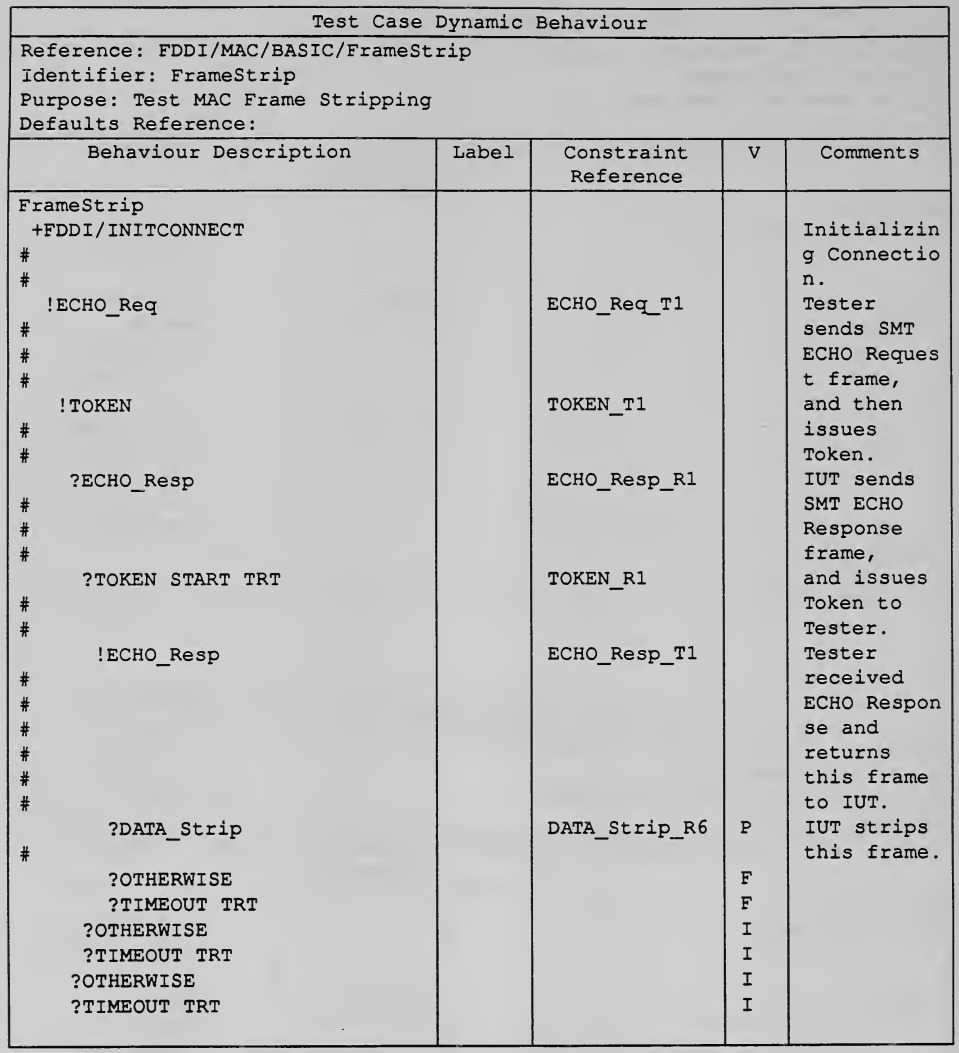 Test Case Dynamic Behaviour
Reference: FDDI/MAC/BASIC/FrameStrip
Identifier: FrameStrip
Purpose: Test MAC Frame Stripping
Defaults Reference:
Behaviour Description Label Constraint V Comments
Reference
FrameStrip
+FDDI/INITCONNECT Initializin
# g Connectio
# n.
!ECHO_Req ECHO_Req_T1 Tester
# sends SMT
# ECHO Reques
# t frame,
!TOKEN TOKEN_T1 and then
# issues
# Token.
?ECHO_Resp ECHO_Resp_R1 IUT sends
# SMT ECHO
# Response
# frame,
?TOKEN START TRT TOKEN_R1 and issues
# Token to
# Tester.
!ECHO_Resp ECHO_Resp_T1 Tester
# received
# ECHO Respon
# se and
# returns
# this frame
# to IUT.
?DATA_Strip DATA_Strip_R6 P IUT strips
# this frame.
?OTHERWISE F
?TIMEOUT TRT F
?OTHERWISE I
?TIMEOUT TRT I
?OTHERWISE I
?TIMEOUT TRT I